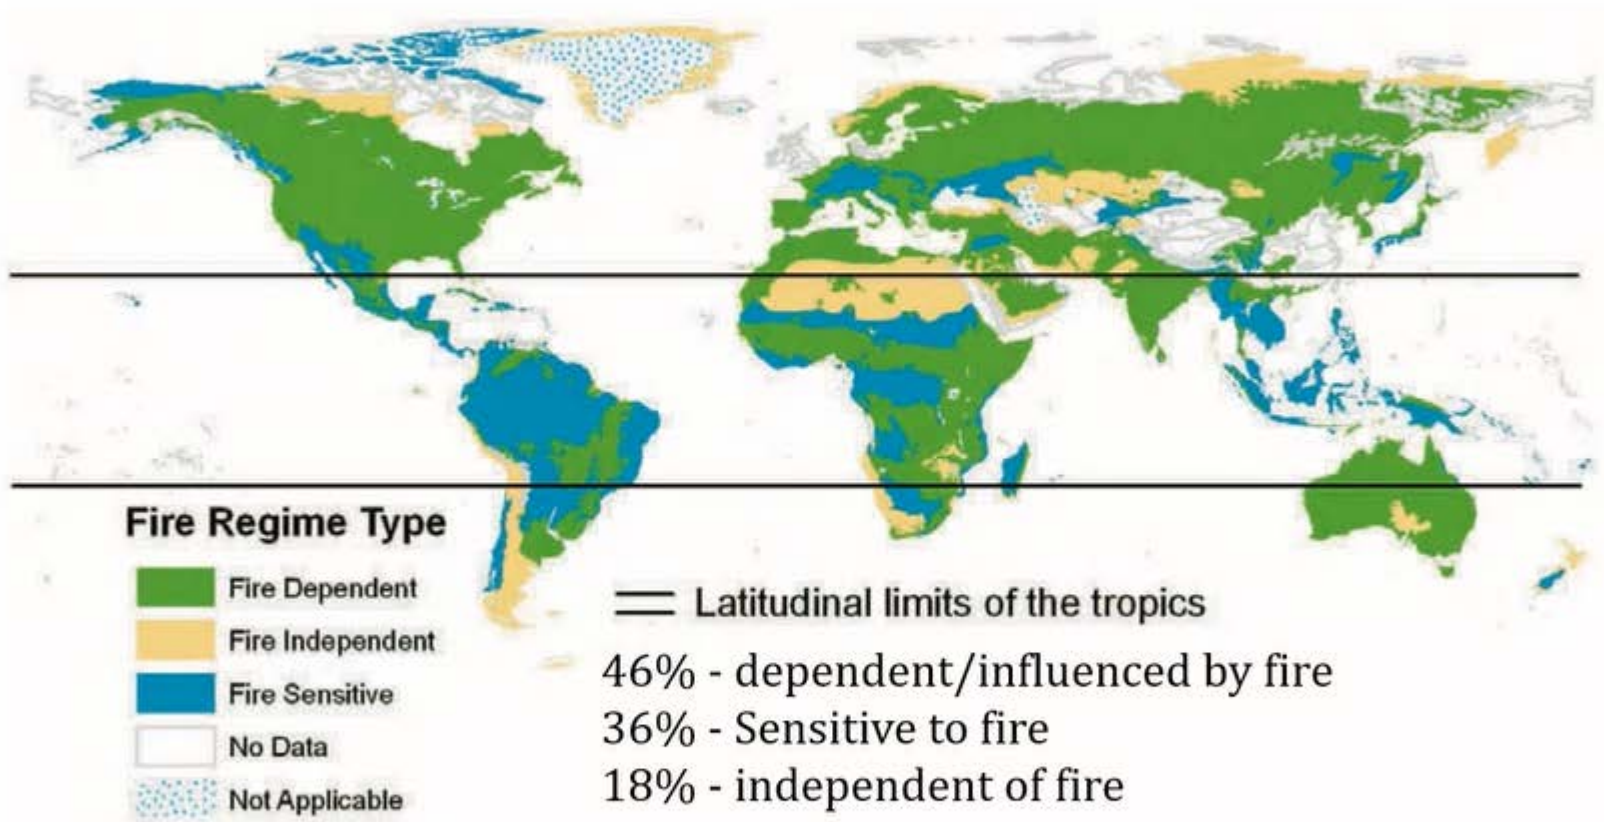 Fire Regime Type
Fire Dependent
Fire Independent
Fire Sensitive
No Data
Not Applicable
Latitudinal limits of the tropics
46% - dependent/influenced by fire
36% - Sensitive to fire
18% - independent of fire